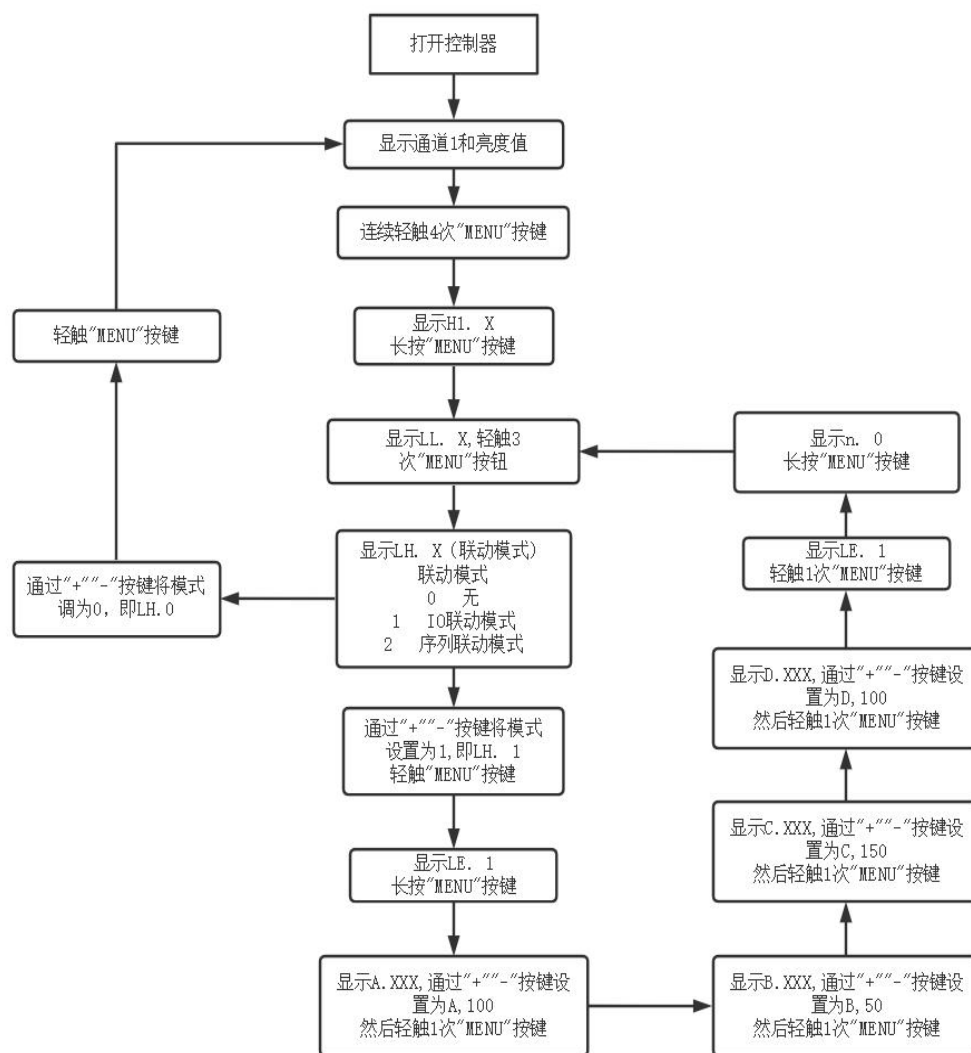 打开控制器
显示通道1和亮度值
连续轻触4次"MENU"按键
显示H1. X
长按"MENU"按键
显示LL. X,轻触3
次"MENU"按钮
显示LH. X（联动模式）
联动模式
0 无
1 IO联动模式
2 序列联动模式
通过"+""-"按键将模式
调为0，即LH.0
轻触"MENU"按键
通过"+""-"按键将模式
设置为1,即LH. 1
轻触"MENU"按键
显示LE. 1
长按"MENU"按键
显示A.XXX,通过"+""-"按键设
置为A,100
然后轻触1次"MENU"按键
显示B.XXX,通过"+""-"按键设
置为B,50
然后轻触1次"MENU"按键
显示C.XXX,通过"+""-"按键设
置为C,150
然后轻触1次"MENU"按键
显示D.XXX,通过"+""-"按键设
置为D,100
然后轻触1次"MENU"按键
显示LE. 1
轻触1次"MENU"按键
显示n. 0
长按"MENU"按键